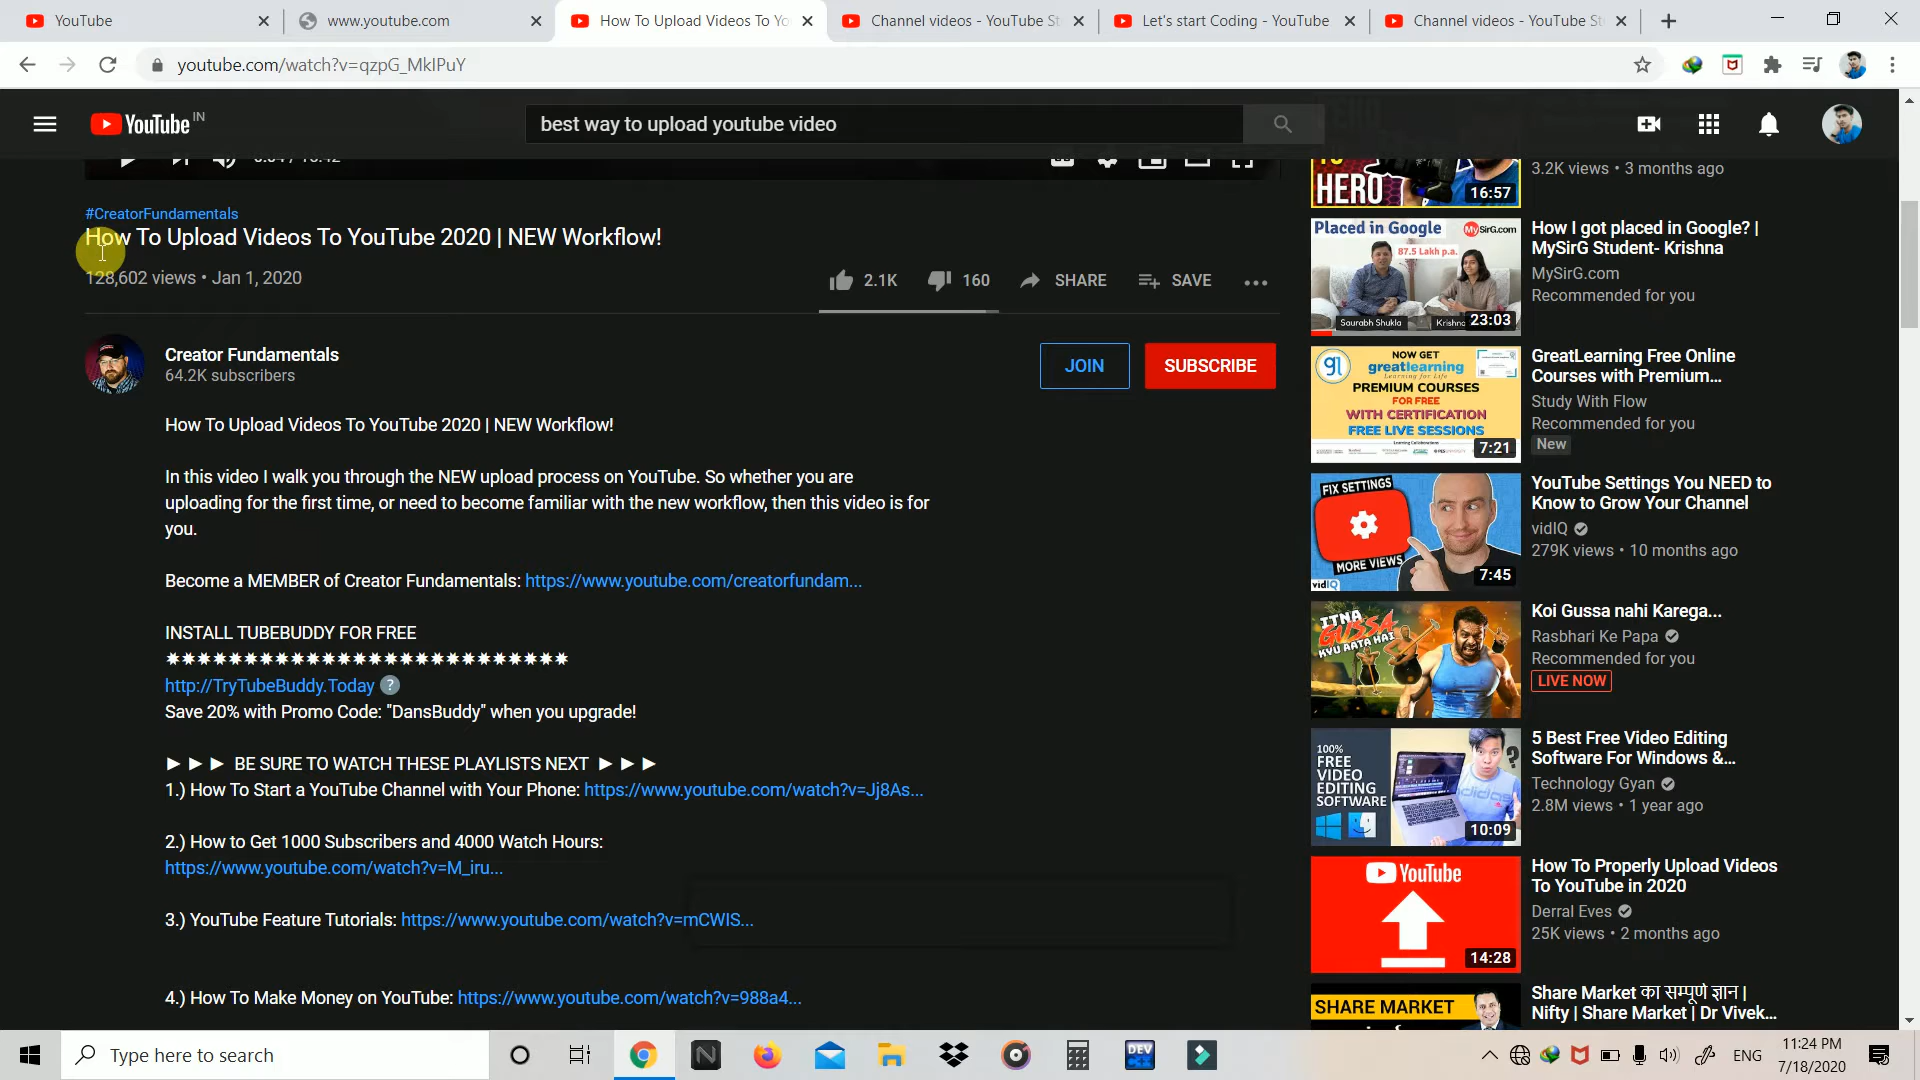 YouTube
www.youtube.com
How To Upload Videos To Yo
Channel videos - YouTube St
Let's start Coding - YouTube
Channel videos - YouTube St
youtube.com/watch?v=qzpG_MkIPuY
YouTube IN
best way to upload youtube video
#CreatorFundamentals
How To Upload Videos To YouTube 2020 | NEW Workflow!
128,602 views • Jan 1, 2020
2.1K
160
SHARE
SAVE
Creator Fundamentals
64.2K subscribers
JOIN
SUBSCRIBE
How To Upload Videos To YouTube 2020 | NEW Workflow!
In this video I walk you through the NEW upload process on YouTube. So whether you are
uploading for the first time, or need to become familiar with the new workflow, then this video is for
you.
Become a MEMBER of Creator Fundamentals: https://www.youtube.com/creatorfundam...
INSTALL TUBEBUDDY FOR FREE
✷✷✷✷✷✷✷✷✷✷✷✷✷✷✷✷✷✷✷✷✷✷✷✷✷✷
http://TryTubeBuddy.Today ?
Save 20% with Promo Code: "DansBuddy" when you upgrade!
► ► ► BE SURE TO WATCH THESE PLAYLISTS NEXT ► ► ►
1.) How To Start a YouTube Channel with Your Phone: https://www.youtube.com/watch?v=Jj8As...
2.) How to Get 1000 Subscribers and 4000 Watch Hours:
https://www.youtube.com/watch?v=M_iru...
3.) YouTube Feature Tutorials: https://www.youtube.com/watch?v=mCWIS...
4.) How To Make Money on YouTube: https://www.youtube.com/watch?v=988a4...
HERO
16:57
3.2K views • 3 months ago
Placed in Google
MySirG.com
87.5 Lakh p.a.
Saurabh Shukla
Krishna
23:03
How I got placed in Google? |
MySirG Student- Krishna
MySirG.com
Recommended for you
NOW GET
gl
greatlearning
Learning for Life
PREMIUM COURSES
FOR FREE
WITH CERTIFICATION
FREE LIVE SESSIONS
7:21
GreatLearning Free Online
Courses with Premium...
Study With Flow
Recommended for you
New
FIX SETTINGS
MORE VIEWS
vidIQ
7:45
YouTube Settings You NEED to
Know to Grow Your Channel
vidIQ
279K views • 10 months ago
ITNA
GUSSA
KYU AATA HAI
Koi Gussa nahi Karega...
Rasbhari Ke Papa
Recommended for you
LIVE NOW
100%
FREE
VIDEO
EDITING
SOFTWARE
?
adidas
10:09
5 Best Free Video Editing
Software For Windows &...
Technology Gyan
2.8M views • 1 year ago
YouTube
14:28
How To Properly Upload Videos
To YouTube in 2020
Derral Eves
25K views • 2 months ago
SHARE MARKET
Share Market का सम्पूर्ण ज्ञान |
Nifty | Share Market | Dr Vivek...
Type here to search
N
DEV
C++
ENG
11:24 PM
7/18/2020